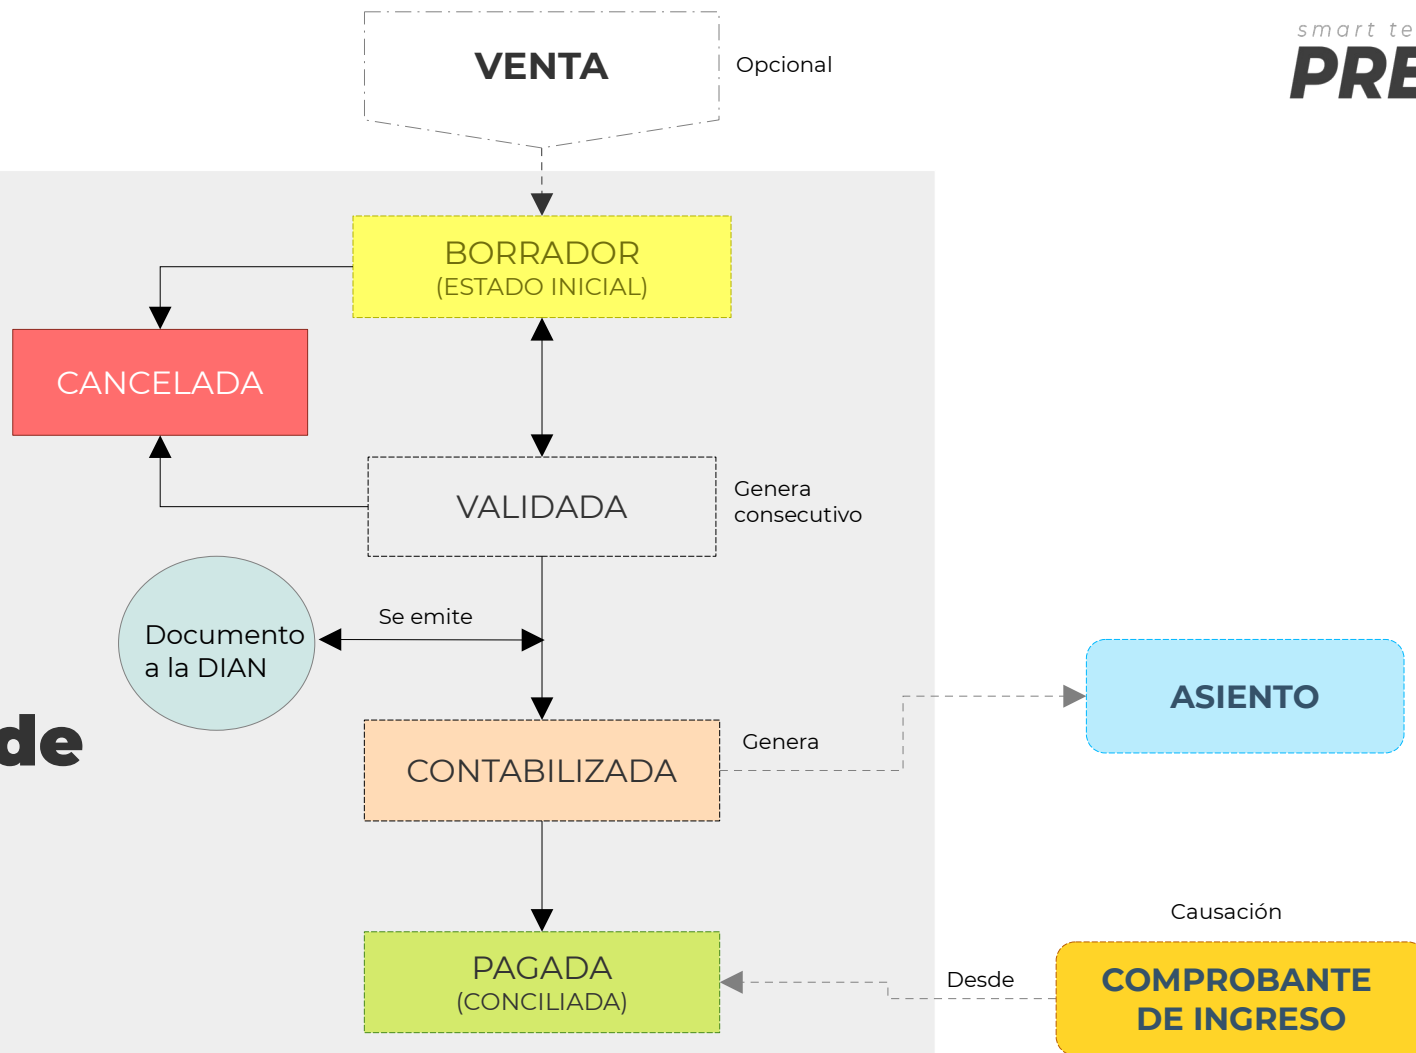 smart te
PRE
VENTA
Opcional
BORRADOR
(ESTADO INICIAL)
CANCELADA
VALIDADA
Genera
consecutivo
Se emite
Documento
a la DIAN
ASIENTO
de
Genera
CONTABILIZADA
Causación
PAGADA
(CONCILIADA)
Desde
COMPROBANTE
DE INGRESO